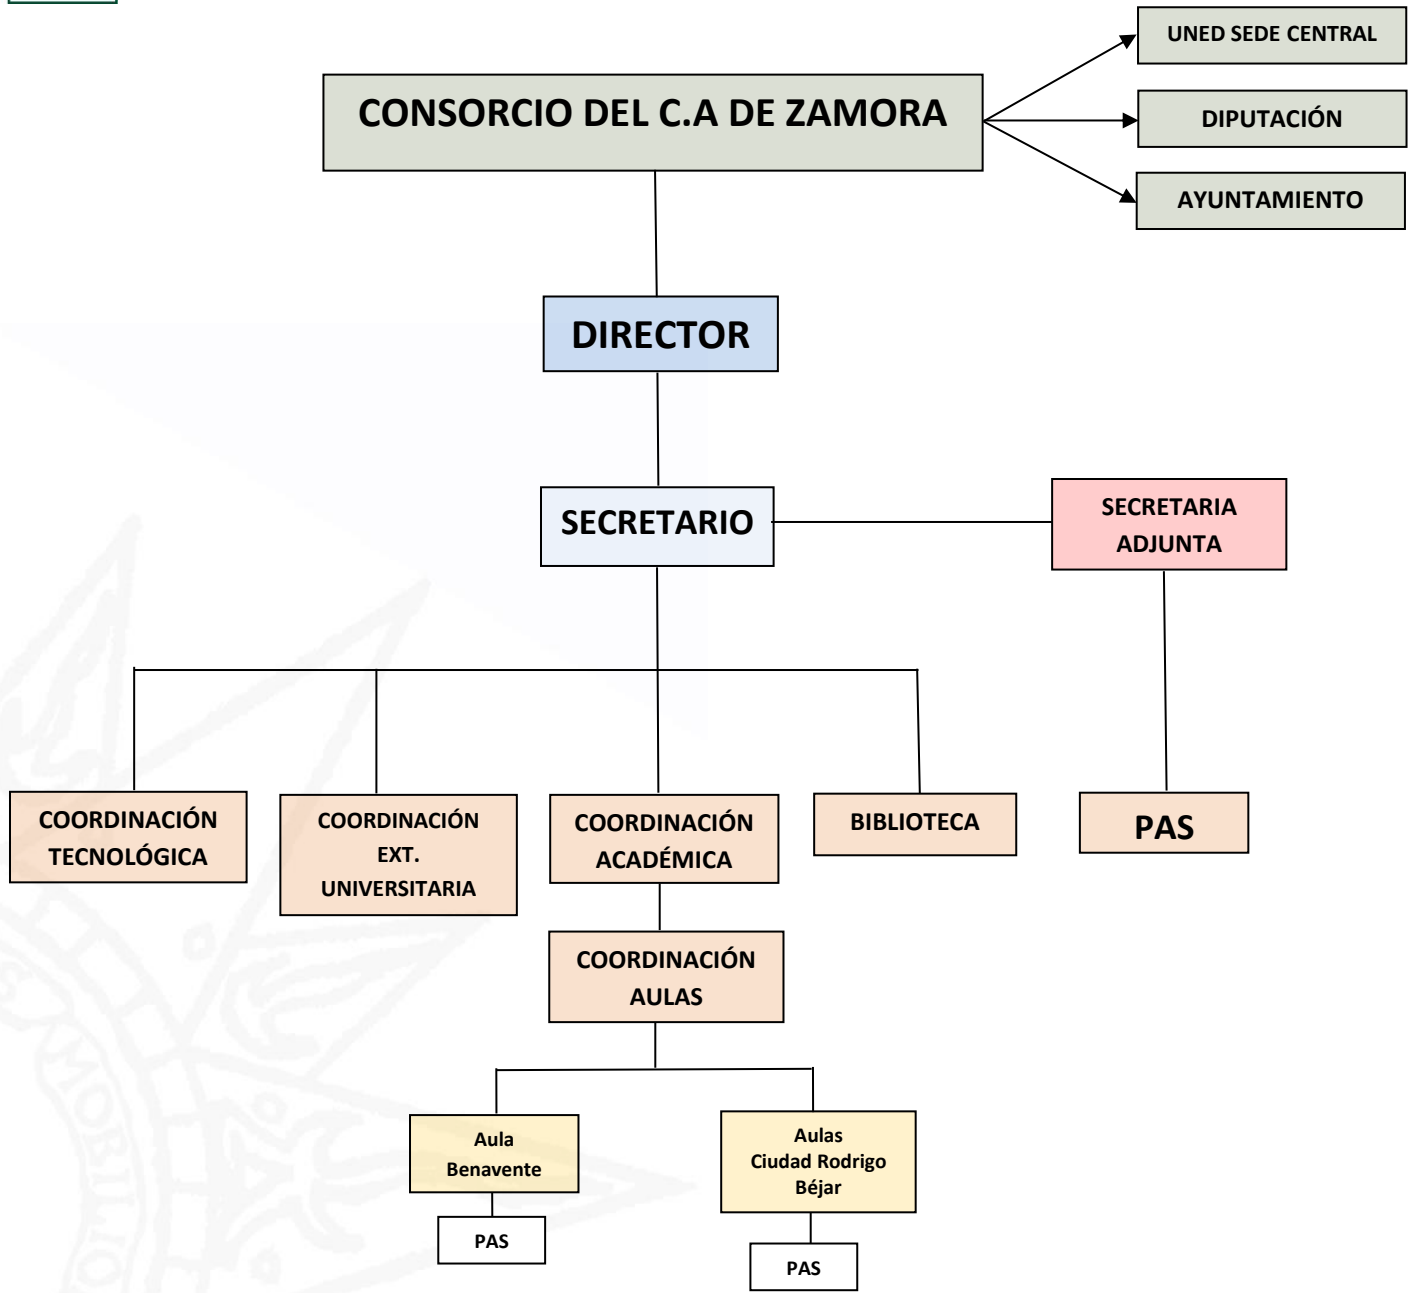 UNED SEDE CENTRAL
CONSORCIO DEL C.A DE ZAMORA
DIPUTACIÓN
AYUNTAMIENTO
DIRECTOR
SECRETARIO
SECRETARIA
ADJUNTA
COORDINACIÓN
TECNOLÓGICA
COORDINACIÓN
EXT.
UNIVERSITARIA
COORDINACIÓN
ACADÉMICA
BIBLIOTECA
PAS
COORDINACIÓN
AULAS
Aula
Benavente
Aulas
Ciudad Rodrigo
Béjar
PAS
PAS
MOBILI